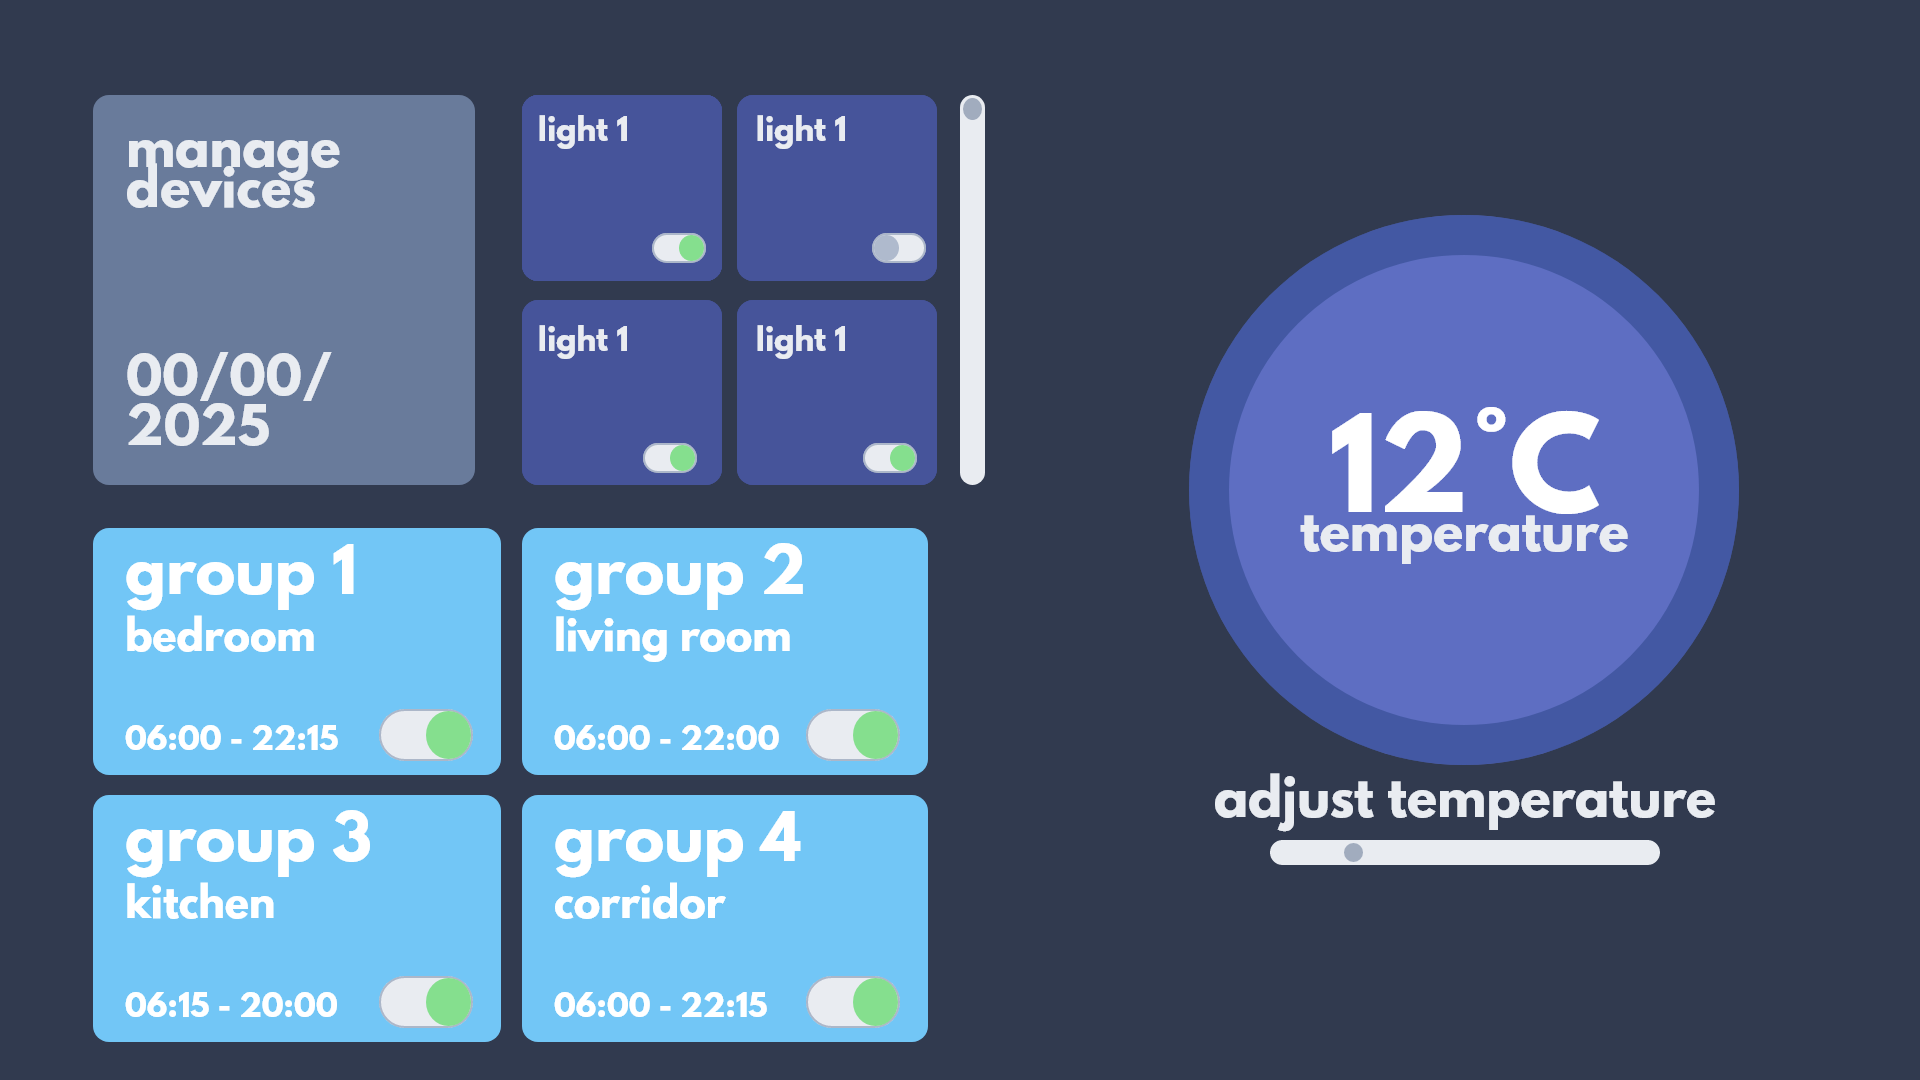 manage
devices
00/00/
2025
light 1
light 1
light 1
light 1
group 1
bedroom
06:00 - 22:15
group 2
living room
06:00 - 22:00
group 3
kitchen
06:15 - 20:00
group 4
corridor
06:00 - 22:15
12°C
temperature
adjust temperature